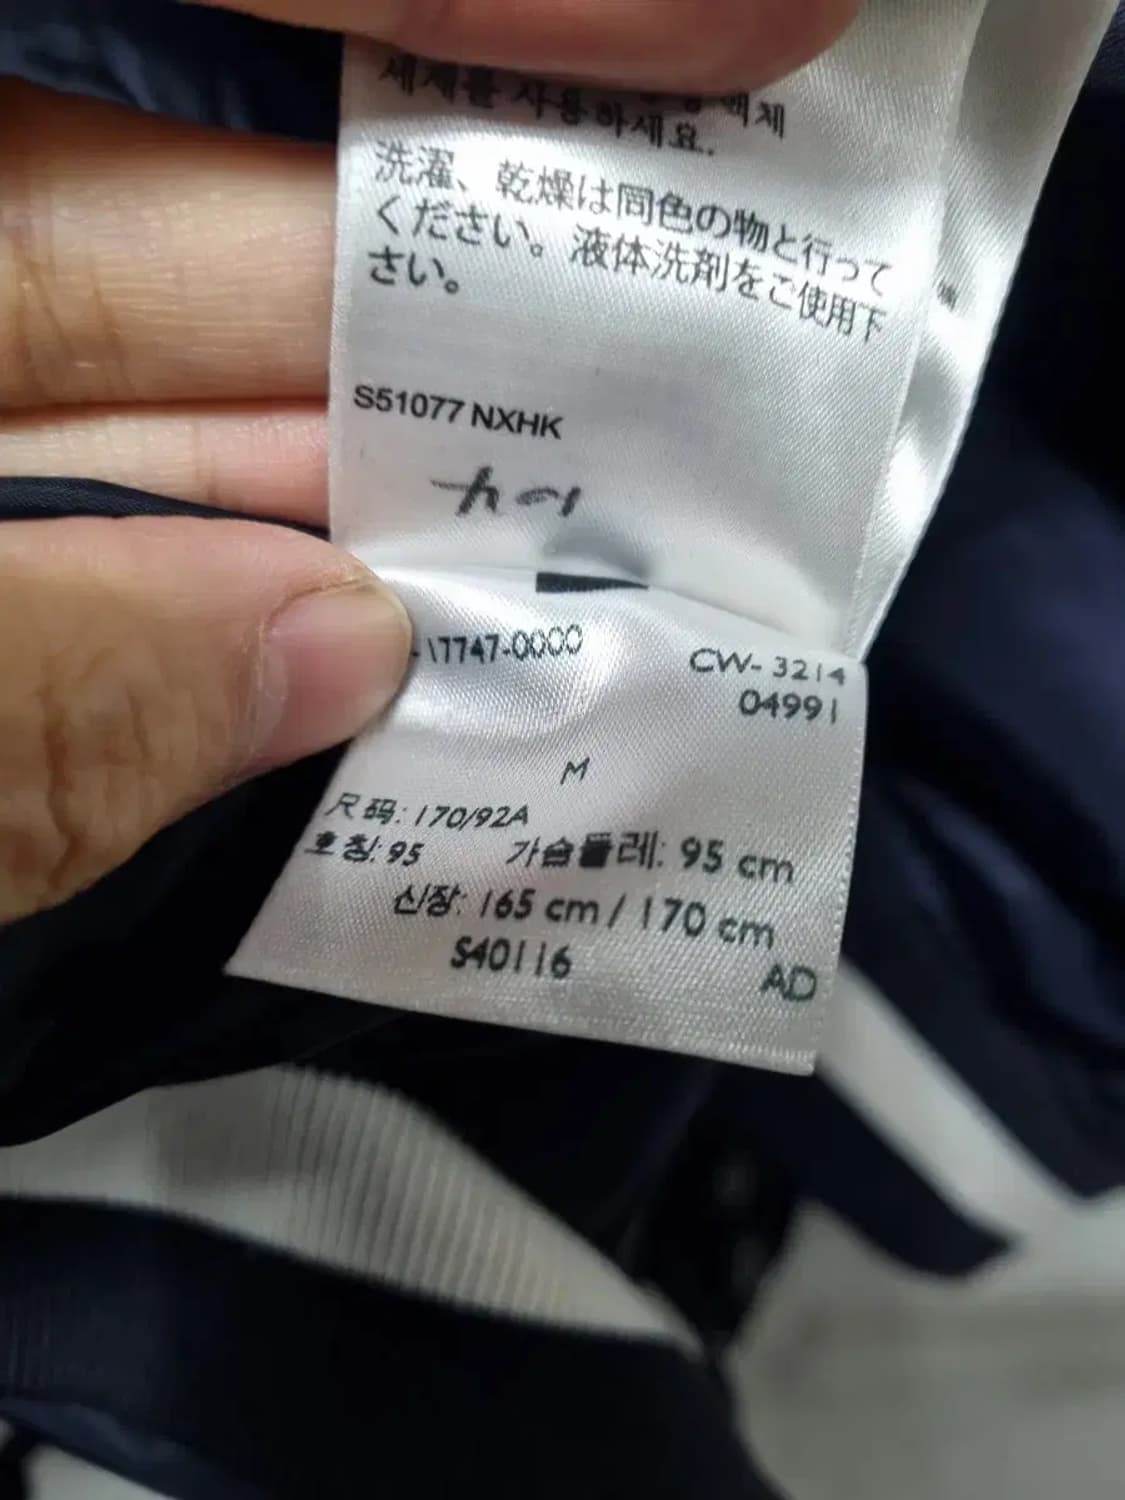 세제를 사용하세요.
洗濯、乾燥は同色の物と行って
ください。液体洗剤をご使用下
さい。
S51077 NXHK
-17747-0000
CW-3214
04991
M
尺码: 170/92A
호칭: 95 가슴둘레: 95 cm
신장: 165 cm / 170 cm
S40116
AD